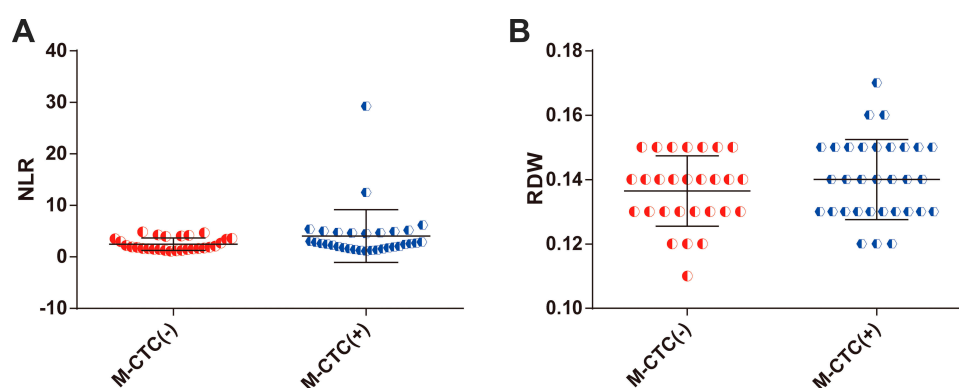 A
NLR
40
30
20
10
0
-10
M-CTC(-)
M-CTC(+)
B
RDW
0.18
0.16
0.14
0.12
0.10
M-CTC(-)
M-CTC(+)